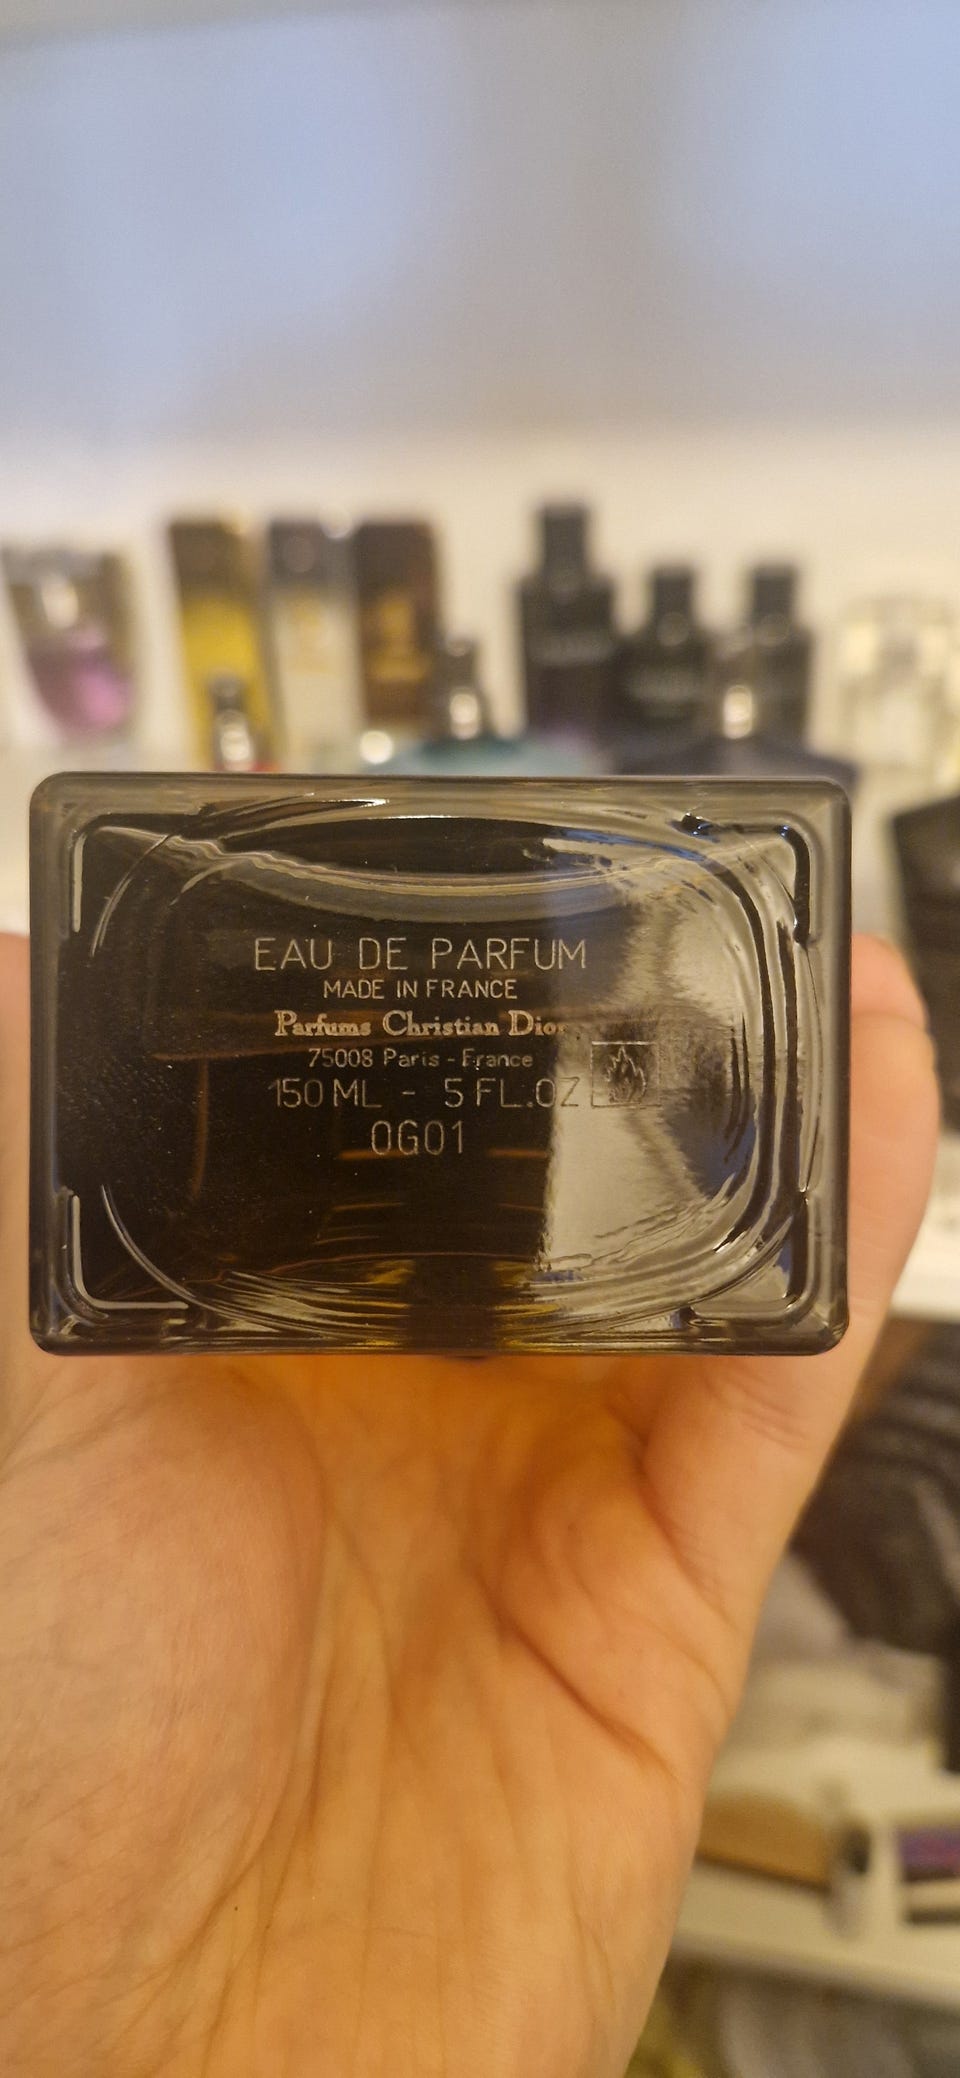 EAU DE PARFUM
MADE IN FRANCE
Parfums Christian Dior
75008 Paris - France
150 ML - 5 FL.OZ
0G01